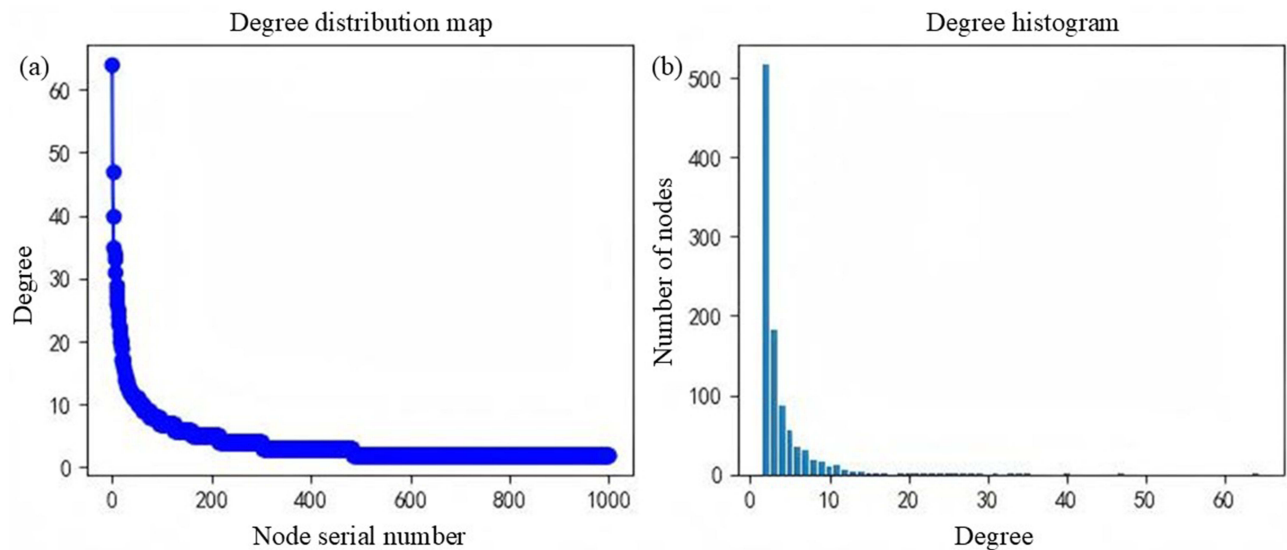 Degree distribution map
(a)
60
50
40
30
20
10
0
Degree
0 200 400 600 800 1000
Node serial number
Degree histogram
(b)
500
400
300
200
100
0
Number of nodes
0 10 20 30 40 50 60
Degree